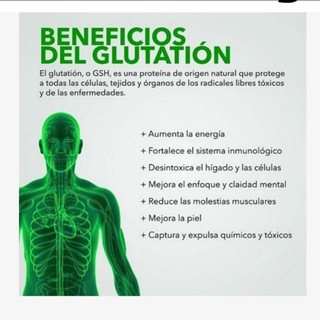 BENEFICIOS
DEL GLUTATIÓN
El glutatión, o GSH, es una proteína de origen natural que protege
a todas las células, tejidos y órganos de los radicales libres tóxicos
y de las enfermedades.
+ Aumenta la energía
+ Fortalece el sistema inmunológico
+ Desintoxica el hígado y las células
+ Mejora el enfoque y claidad mental
+ Reduce las molestias musculares
+ Mejora la piel
+ Captura y expulsa químicos y tóxicos